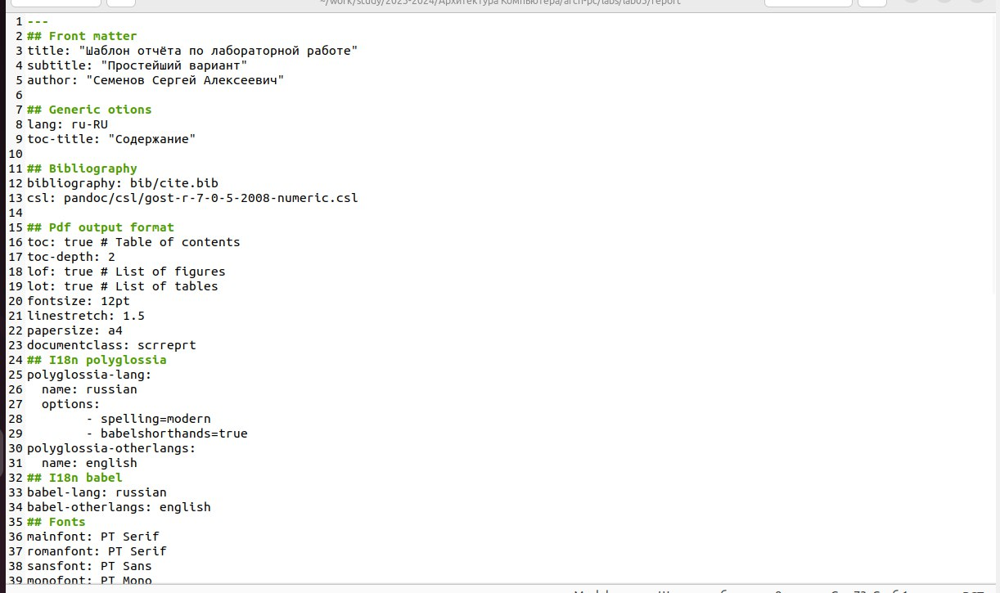 ~/work/study/2023-2024/Архитектура компьютера/arch-pc/labs/lab03/report
1 ---
2 ## Front matter
3 title: "Шаблон отчёта по лабораторной работе"
4 subtitle: "Простейший вариант"
5 author: "Семенов Сергей Алексеевич"
6
7 ## Generic otions
8 lang: ru-RU
9 toc-title: "Содержание"
10
11 ## Bibliography
12 bibliography: bib/cite.bib
13 csl: pandoc/csl/gost-r-7-0-5-2008-numeric.csl
14
15 ## Pdf output format
16 toc: true # Table of contents
17 toc-depth: 2
18 lof: true # List of figures
19 lot: true # List of tables
20 fontsize: 12pt
21 linestretch: 1.5
22 papersize: a4
23 documentclass: scrreprt
24 ## I18n polyglossia
25 polyglossia-lang:
26   name: russian
27   options:
28         - spelling=modern
29         - babelshorthands=true
30 polyglossia-otherlangs:
31   name: english
32 ## I18n babel
33 babel-lang: russian
34 babel-otherlangs: english
35 ## Fonts
36 mainfont: PT Serif
37 romanfont: PT Serif
38 sansfont: PT Sans
39 monofont: PT Mono